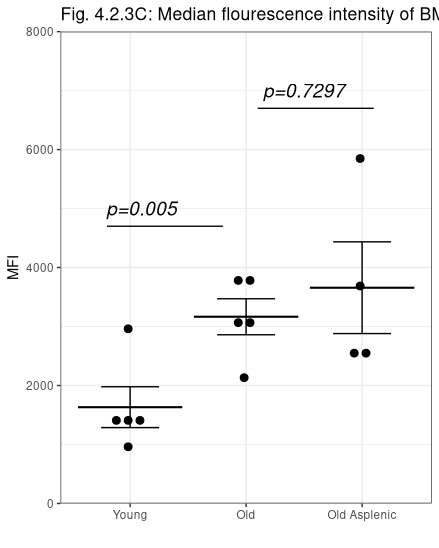 Fig. 4.2.3C: Median flourescence intensity of BM
8000
p=0.7297
6000
p=0.005
MFI
4000
2000
0
Young
Old
Old Asplenic